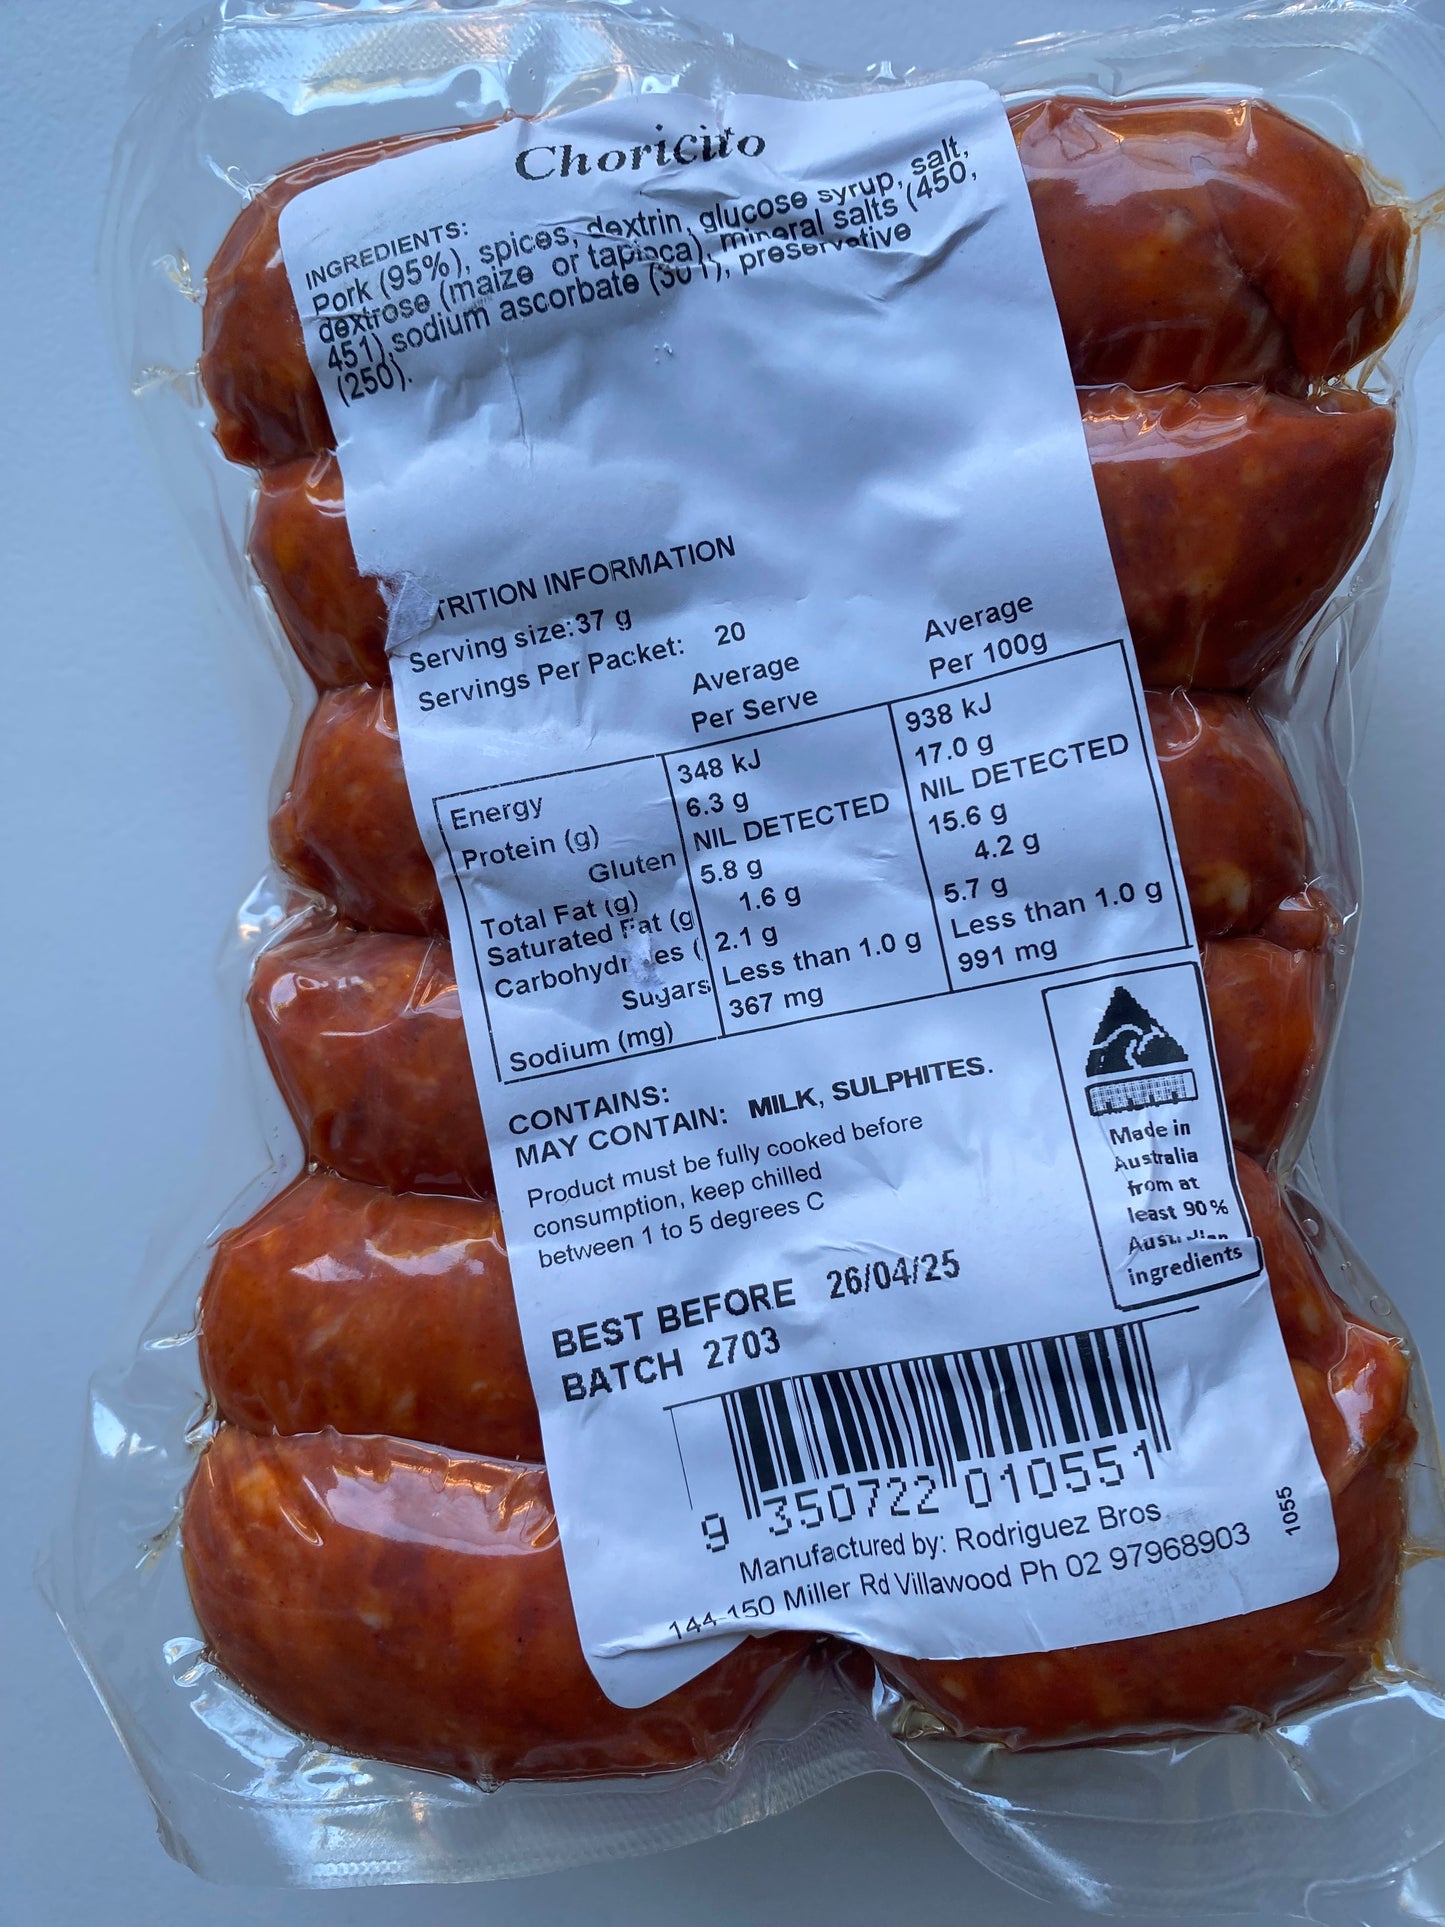 Choricito
INGREDIENTS:
Pork (95%), spices, dextrin, glucose syrup, salt,
dextrose (maize or tapioca), mineral salts (450,
451), sodium ascorbate (301), preservative
(250).
TRITION INFORMATION
Serving size: 37 g
Servings Per Packet: 20
Average Per Serve Average Per 100g
Energy 348 kJ 938 kJ
Protein (g) 6.3 g 17.0 g
Gluten NIL DETECTED NIL DETECTED
Total Fat (g) 5.8 g 15.6 g
Saturated Fat (g 1.6 g 4.2 g
2.1 g 5.7 g
Sugars Less than 1.0 g Less than 1.0 g
Sodium (mg) 367 mg 991 mg
CONTAINS:
MAY CONTAIN: MILK, SULPHITES.
Product must be fully cooked before
consumption, keep chilled
between 1 to 5 degrees C
Made in
Australia
from at
least 90%
ingredients
BEST BEFORE 26/04/25
BATCH 2703
9 350722 010551
Manufactured by: Rodriguez Bros
144-150 Miller Rd Villawood Ph 02 97968903
1055